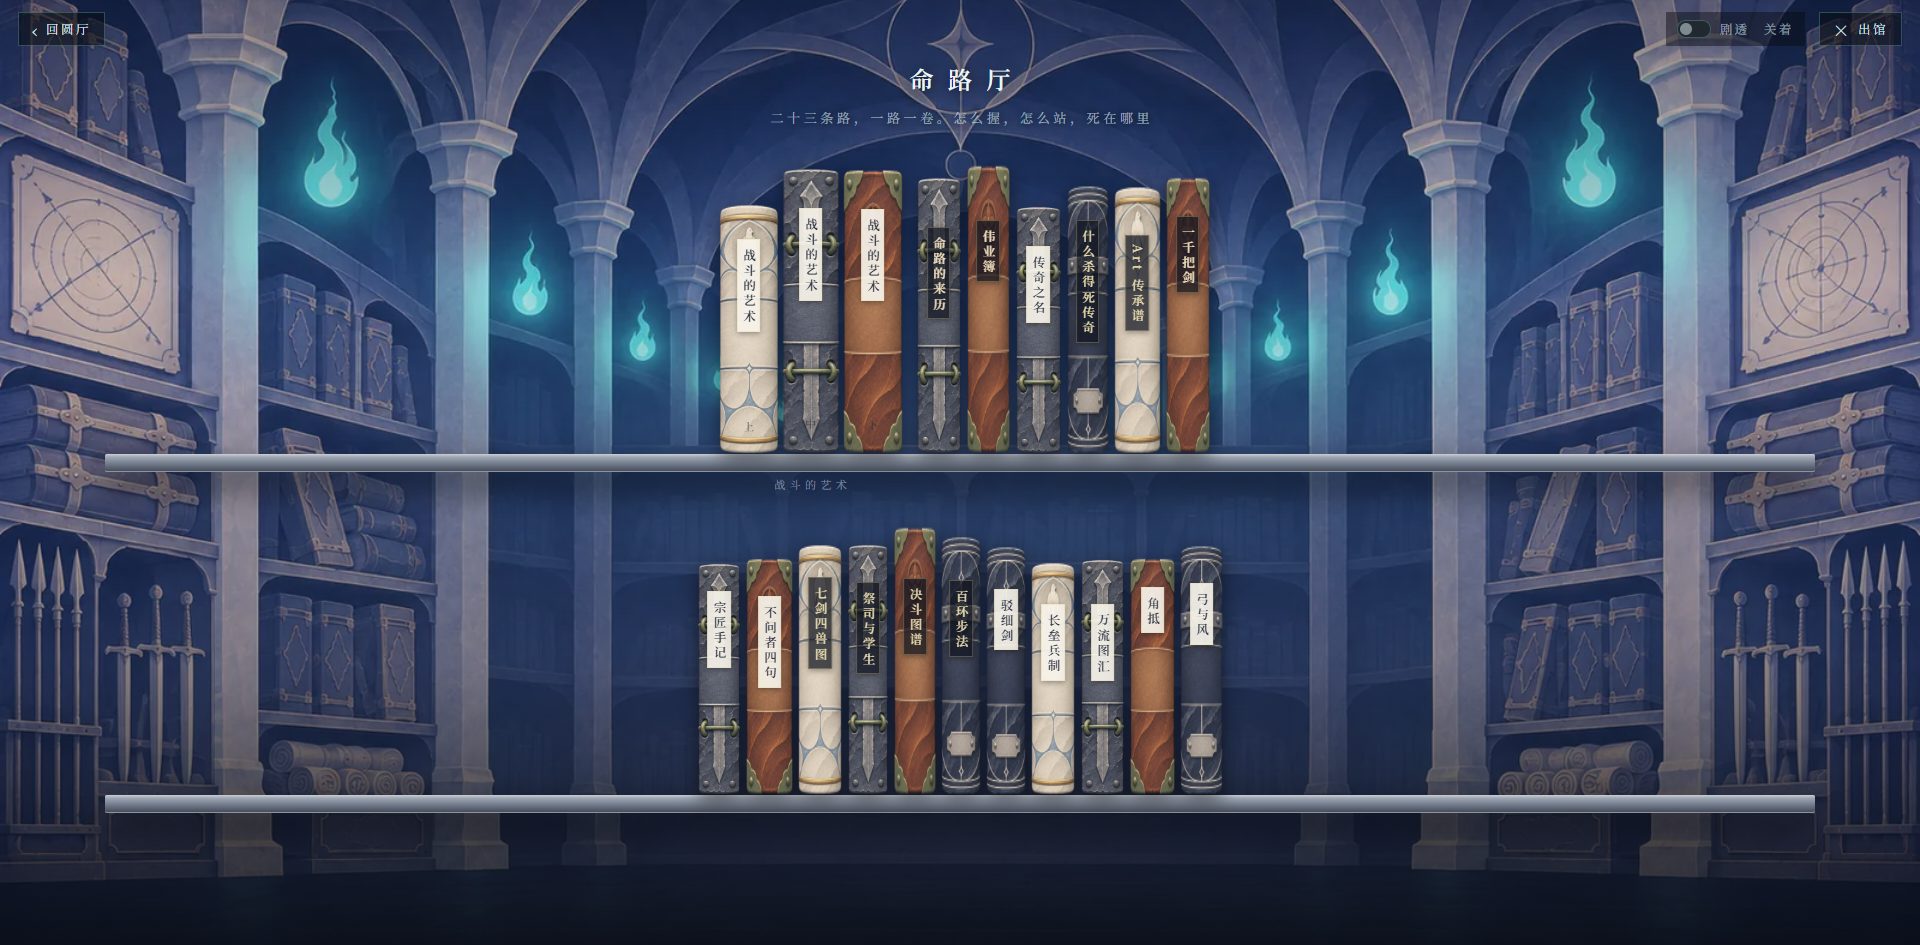 回圆厅
剧透 关着
出馆
命路厅
二十三条路，一路一卷。怎么握，怎么站，死在哪里
战斗的艺术
上
战斗的艺术
中
战斗的艺术
下
命路的来历
伟业簿
传奇之名
什么杀得死传奇
Art 传承谱
一千把剑
战斗的艺术
宗匠手记
不问者四句
七剑四兽图
祭司与学生
决斗图谱
百环步法
驳细剑
长垒兵制
万流图汇
角抵
弓与风